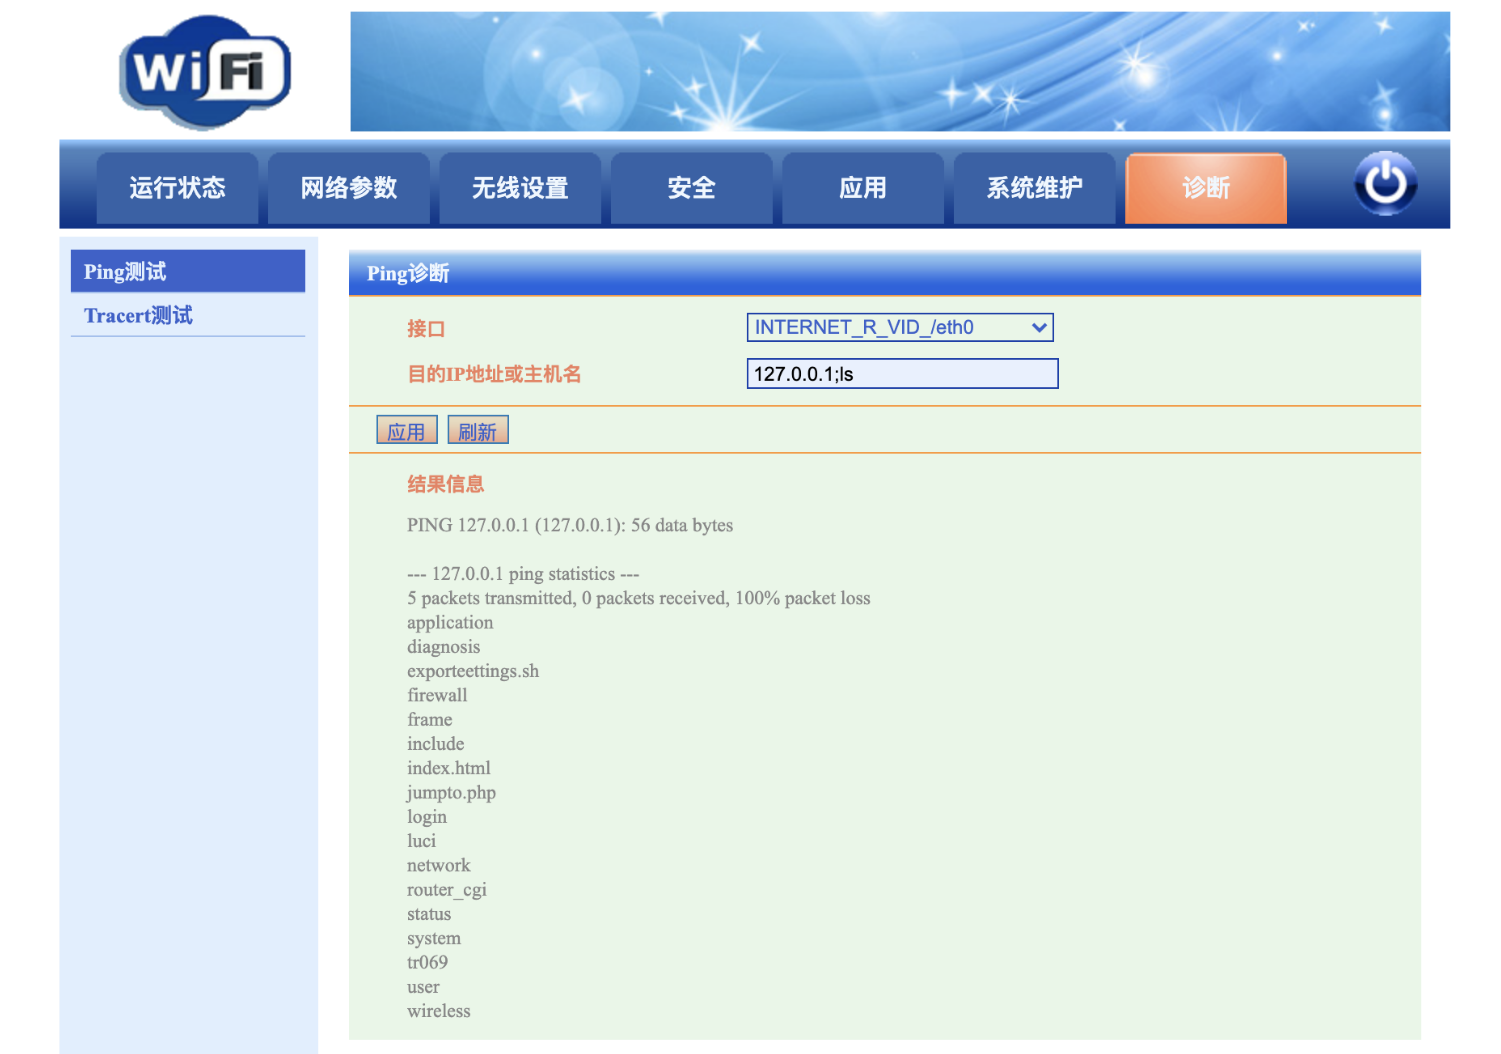 WiFi
运行状态 网络参数 无线设置 安全 应用 系统维护 诊断
Ping测试
Tracert测试
Ping诊断
接口 INTERNET_R_VID_/eth0
目的IP地址或主机名 127.0.0.1;ls
应用 刷新
结果信息
PING 127.0.0.1 (127.0.0.1): 56 data bytes
--- 127.0.0.1 ping statistics ---
5 packets transmitted, 0 packets received, 100% packet loss
application
diagnosis
exporteettings.sh
firewall
frame
include
index.html
jumpto.php
login
luci
network
router_cgi
status
system
tr069
user
wireless